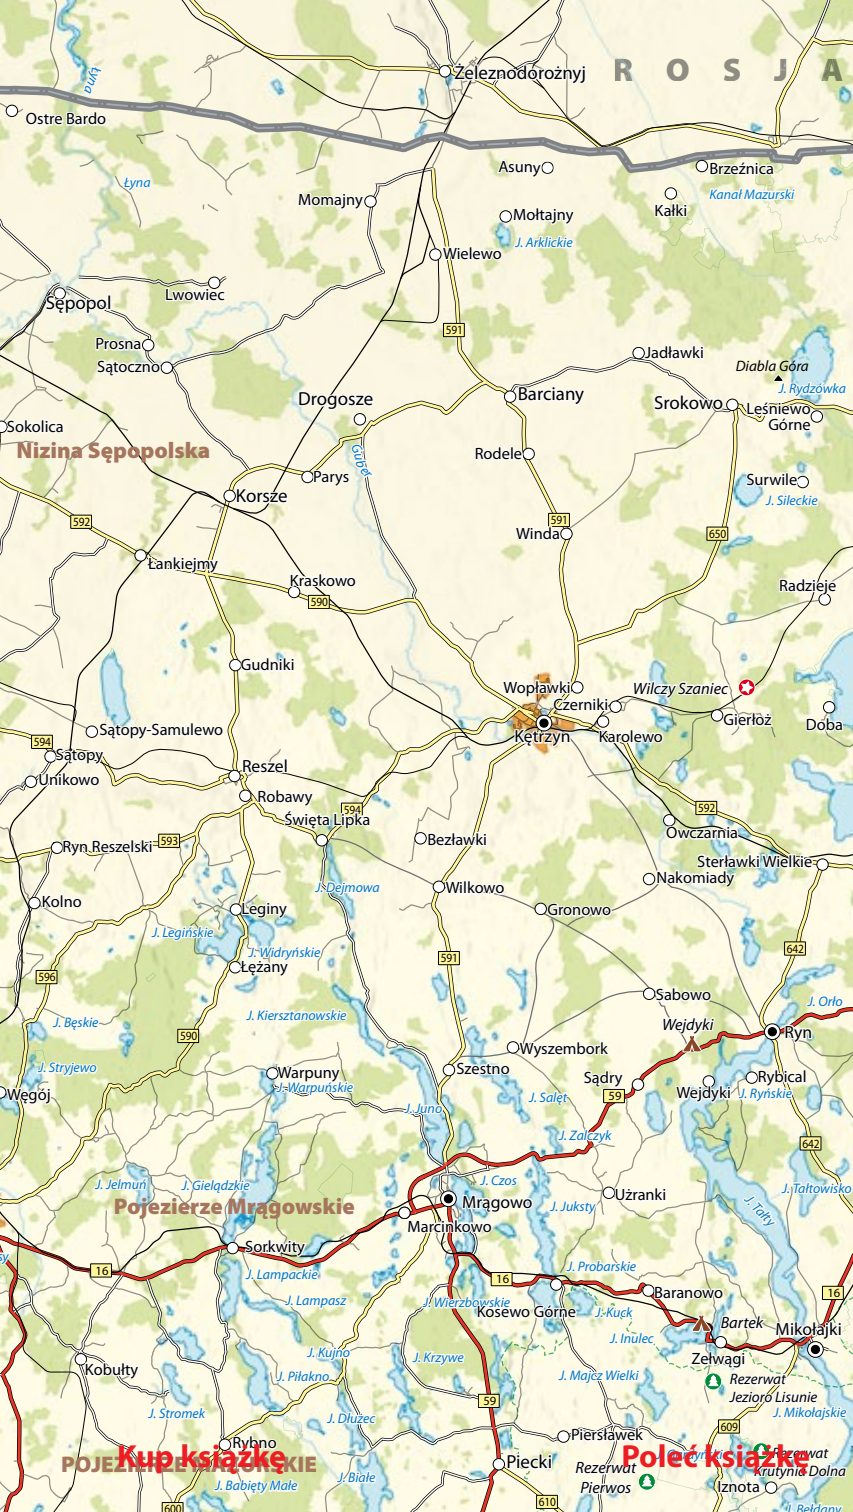 Żeleznodorożnyj
R O S J A
Łyna
Ostre Bardo
Asuny
Brzeźnica
Łyna
Kanał Mazurski
Momajny
Kałki
Mołtajny
J. Arklickie
Wielewo
Lwowiec
Sępopol
591
Prosna
Jadławki
Sątoczno
Diabla Góra
J. Rydzówka
Drogosze
Barciany
Srokowo
Leśniewo
Górne
Sokolica
Nizina Sępopolska
Guber
Rodele
Parys
Surwile
Korsze
J. Sileckie
592
591
Winda
650
Łankiejmy
Kraskowo
Radzieje
590
Gudniki
Wopławki
Wilczy Szaniec
Czerniki
Gierłoż
Doba
Sątopy-Samulewo
Kętrzyn
Karolewo
594
Sątopy
Reszel
Unikowo
Robawy
594
592
Święta Lipka
Owczarnia
593
Bezławki
Ryn Reszelski
Sterławki Wielkie
Nakomiady
J. Dejmowa
Wilkowo
Kolno
Leginy
Gronowo
J. Legińskie
J. Widryńskie
642
591
Łężany
596
Sabowo
J. Orło
J. Kiersztanowskie
J. Bęskie
Wejdyki
590
Ryn
Wyszembork
J. Stryjewo
Szestno
Warpuny
Sądry
Rybical
J. Warpuńskie
Wejdyki
J. Ryńskie
Węgój
59
J. Salęt
J. Juno
J. Zalczyk
642
J. Jelmuń
J. Gielądzkie
J. Czos
J. Tałtowisko
Użranki
Pojezierze Mrągowskie
Mrągowo
J. Juksty
J. Tałty
Marcinkowo
Sorkwity
16
J. Lampackie
J. Probarskie
16
Baranowo
16
J. Lampasz
J. Wierzbowskie
Kosewo Górne
J. Kuck
Bartek
Mikołajki
J. Inulec
J. Kujno
J. Krzywe
Zełwągi
Kobułty
J. Piłakno
J. Majcz Wielki
Rezerwat
Jezioro Lisunie
59
J. Stromek
J. Dłużec
J. Mikołajskie
609
Piersławek
Rybno
Kup książkę
Poleć książkę
Rezerwat
Krutynia Dolna
POJEZIERZE MAZURSKIE
Piecki
Rezerwat
Pierwos
J. Białe
J. Babięty Małe
Iznota
610
600
J. Bełdany